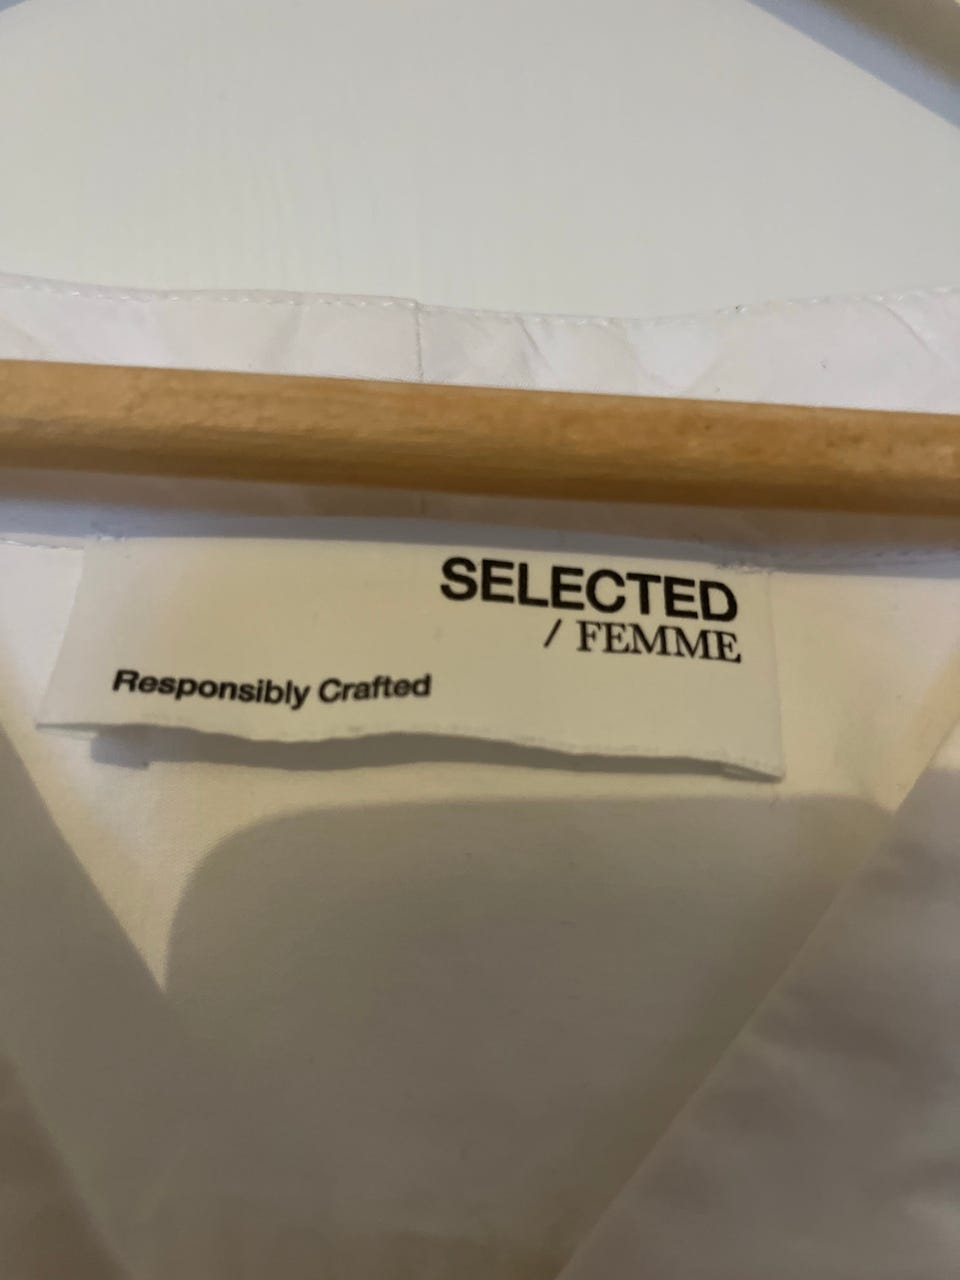 SELECTED
/ FEMME
Responsibly Crafted